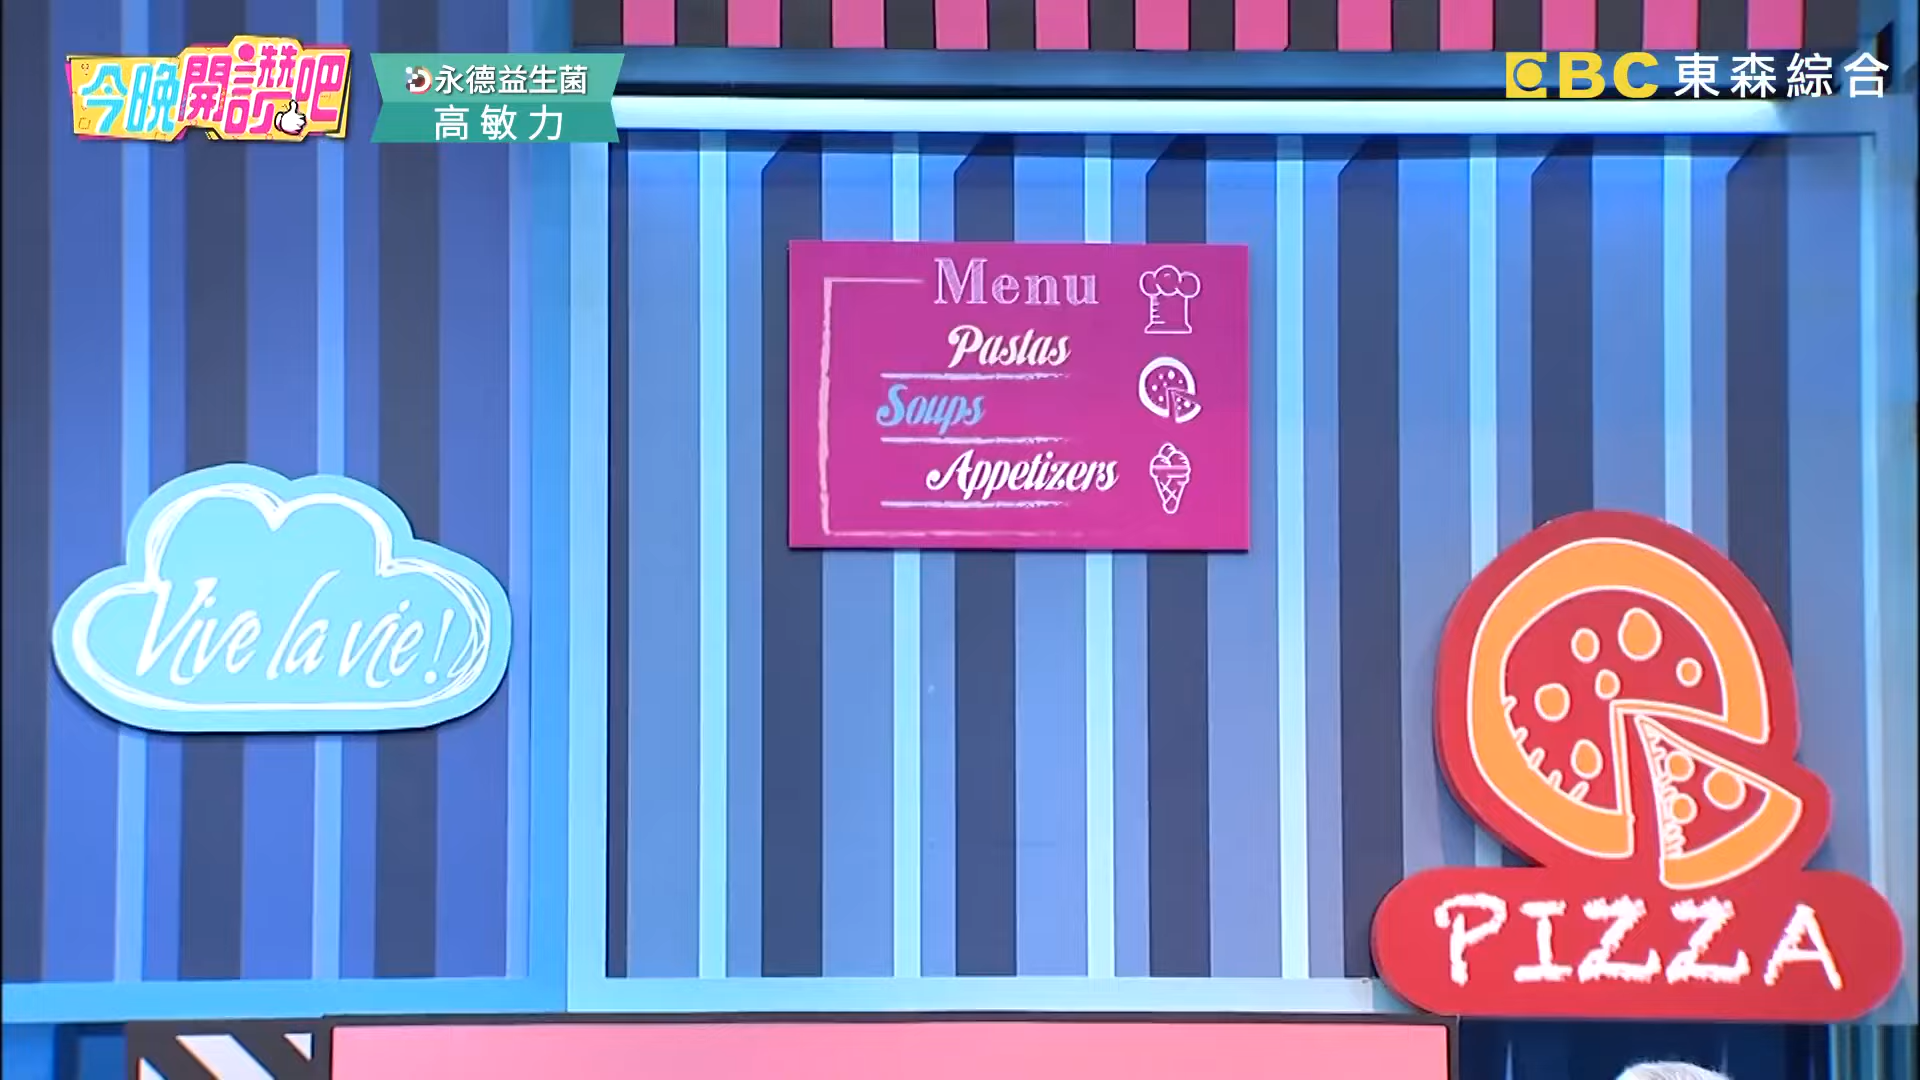 今晚開讚吧
永德益生菌
高敏力
EBC 東森綜合
Menu
Pastas
Soups
Appetizers
Vive la vie!
PIZZA